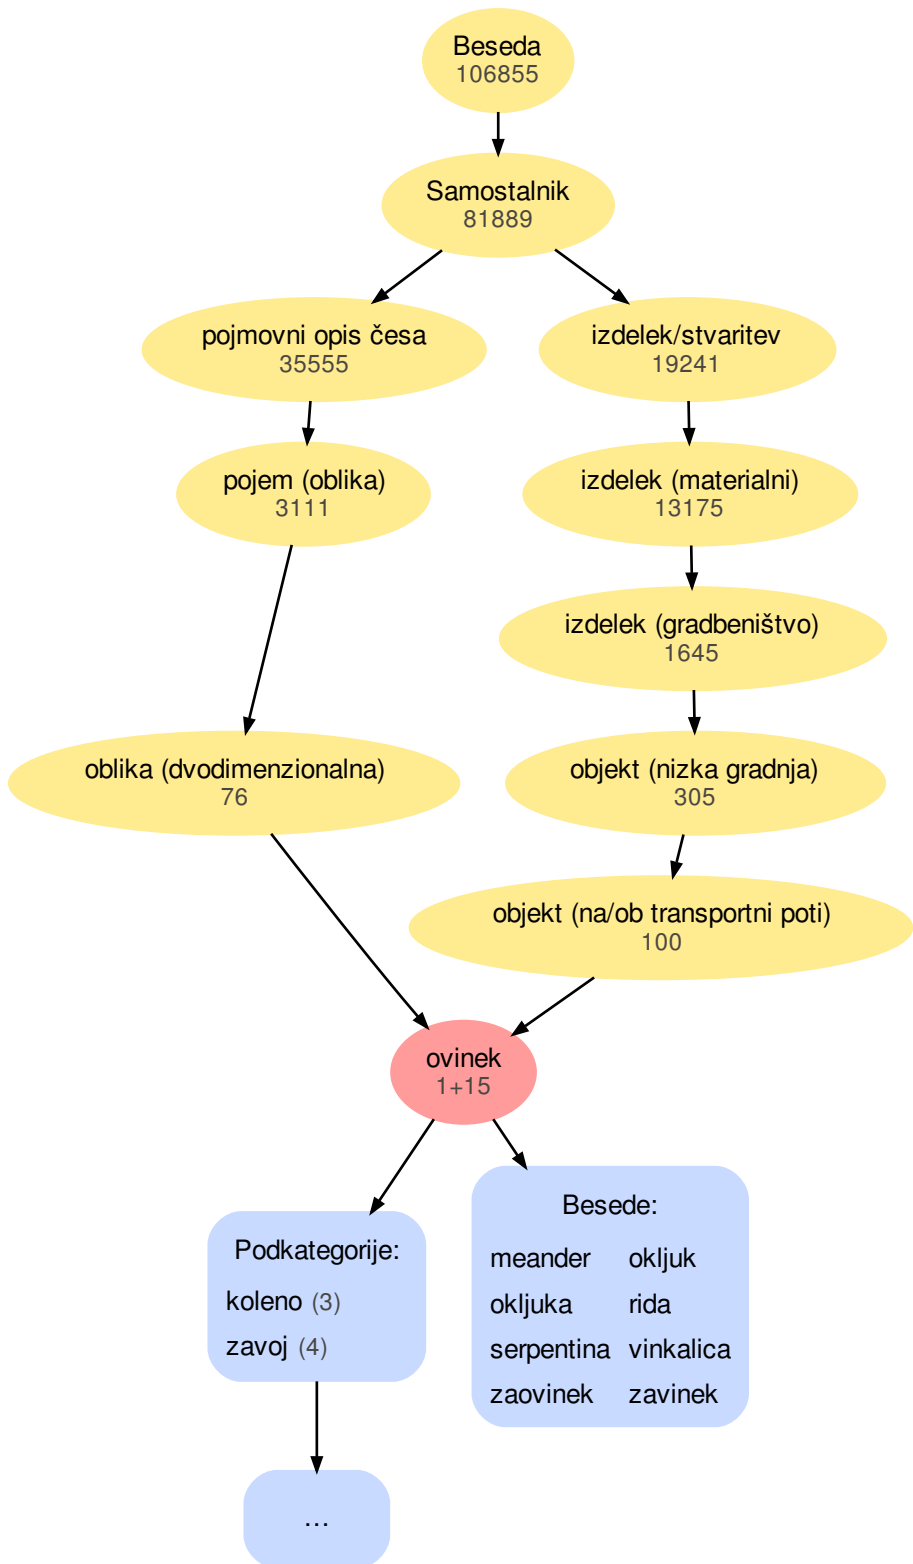 Beseda
106855
Samostalnik
81889
pojmovni opis česa
35555
izdelek/stvaritev
19241
pojem (oblika)
3111
izdelek (materialni)
13175
izdelek (gradbeništvo)
1645
oblika (dvodimenzionalna)
76
objekt (nizka gradnja)
305
objekt (na/ob transportni poti)
100
ovinek
1+15
Podkategorije:
koleno (3)
zavoj (4)
Besede:
meander okljuk
okljuka rida
serpentina vinkalica
zaovinek zavinek
...